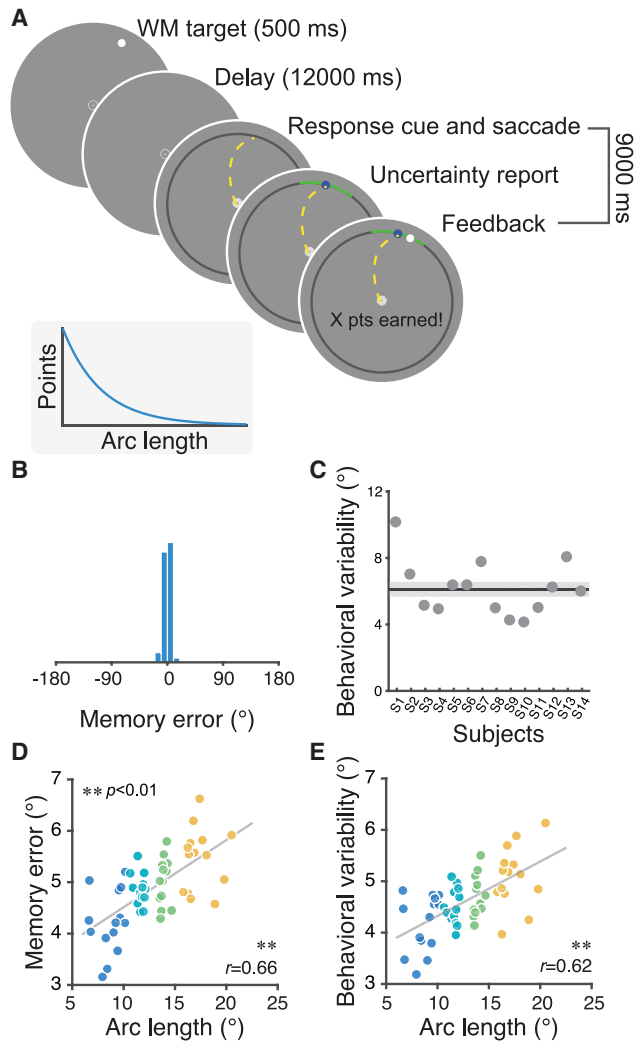 A
WM target (500 ms)
Delay (12000 ms)
Response cue and saccade
Uncertainty report
Feedback
9000 ms
X pts earned!
Points
Arc length
B
-180 -90 0 90 180
Memory error (°)
C
Behavioral variability (°)
12
8
4
0
S1 S2 S3 S4 S5 S6 S7 S8 S9 S10 S11 S12 S13 S14
Subjects
D
Memory error (°)
7
6
5
4
3
** p<0.01
**
r=0.66
5 10 15 20 25
Arc length (°)
E
Behavioral variability (°)
7
6
5
4
3
**
r=0.62
5 10 15 20 25
Arc length (°)